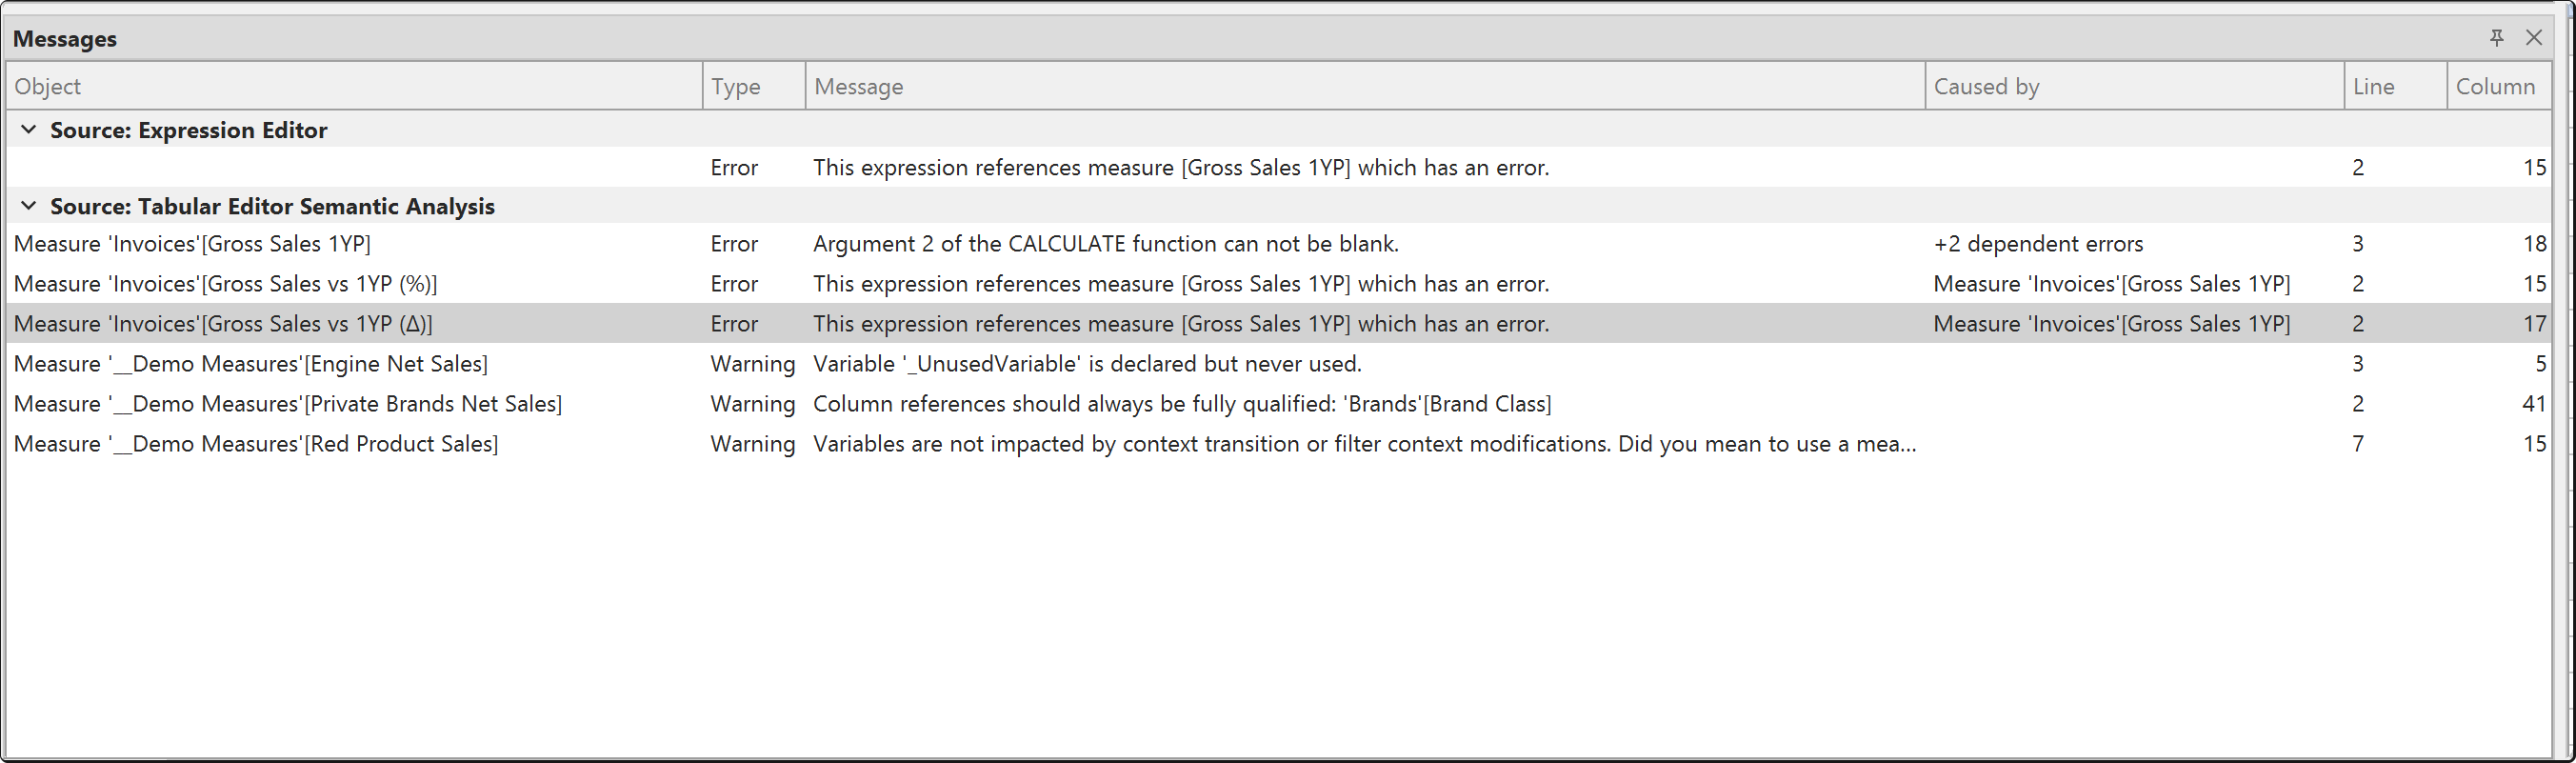 Messages
Object Type Message Caused by Line Column
Source: Expression Editor
Error This expression references measure [Gross Sales 1YP] which has an error. 2 15
Source: Tabular Editor Semantic Analysis
Measure 'Invoices'[Gross Sales 1YP] Error Argument 2 of the CALCULATE function can not be blank. +2 dependent errors 3 18
Measure 'Invoices'[Gross Sales vs 1YP (%)] Error This expression references measure [Gross Sales 1YP] which has an error. Measure 'Invoices'[Gross Sales 1YP] 2 15
Measure 'Invoices'[Gross Sales vs 1YP (Δ)] Error This expression references measure [Gross Sales 1YP] which has an error. Measure 'Invoices'[Gross Sales 1YP] 2 17
Measure '__Demo Measures'[Engine Net Sales] Warning Variable '_UnusedVariable' is declared but never used. 3 5
Measure '__Demo Measures'[Private Brands Net Sales] Warning Column references should always be fully qualified: 'Brands'[Brand Class] 2 41
Measure '__Demo Measures'[Red Product Sales] Warning Variables are not impacted by context transition or filter context modifications. Did you mean to use a mea... 7 15